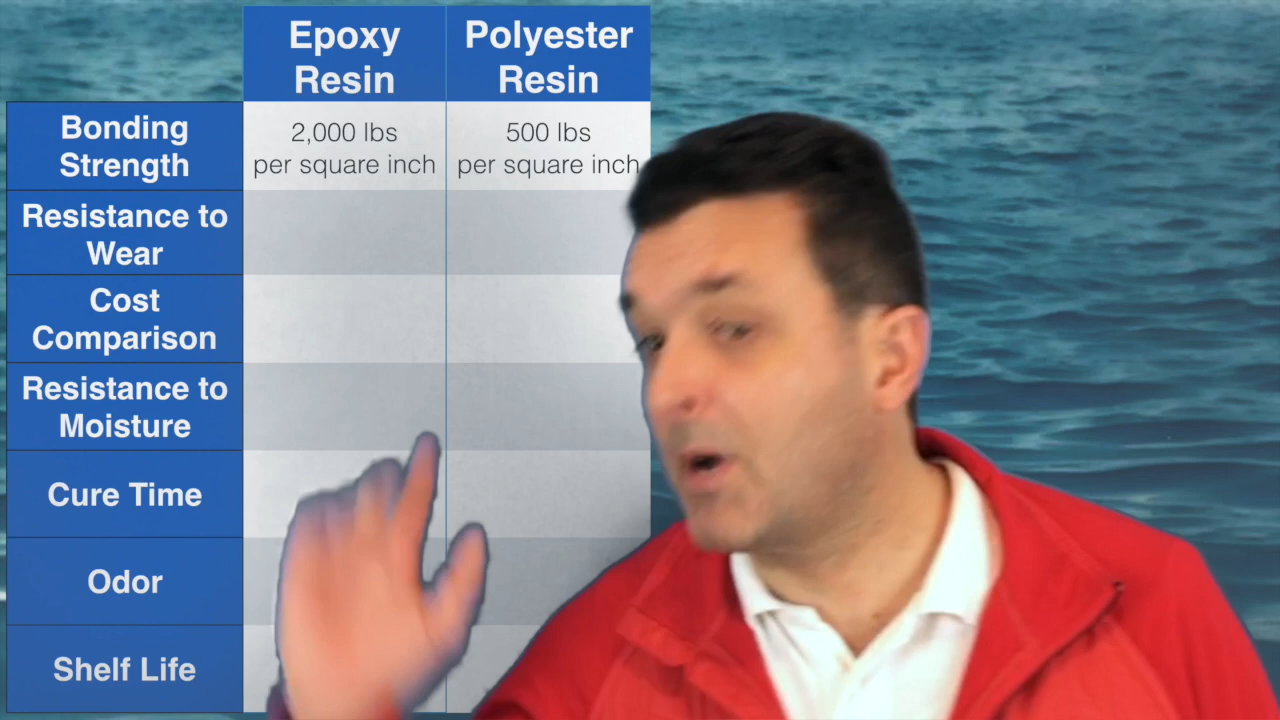 Epoxy
Resin
Polyester
Resin
Bonding
Strength
2,000 lbs
per square inch
500 lbs
per square inch
Resistance to
Wear
Cost
Comparison
Resistance to
Moisture
Cure Time
Odor
Shelf Life